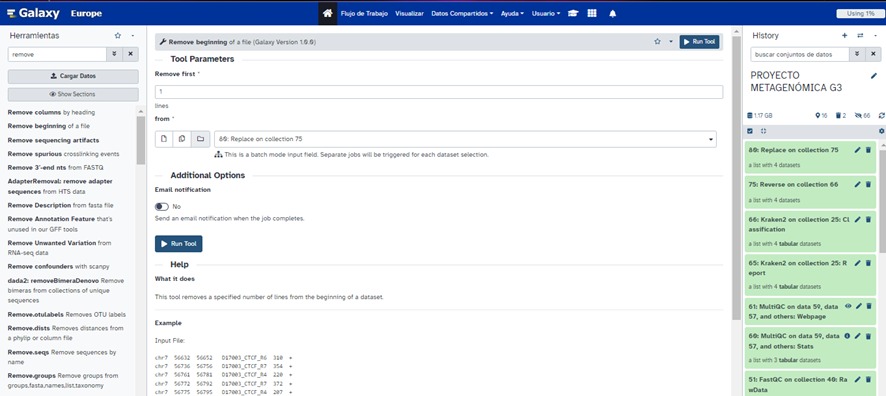 Galaxy Europe
Flujo de Trabajo Visualizar Datos Compartidos Ayuda Usuario
Using 1%
Herramientas
remove
Cargar Datos
Show Sections
Remove columns by heading
Remove beginning of a file
Remove sequencing artifacts
Remove spurious crosslinking events
Remove 3'-end nts from FASTQ
AdapterRemoval: remove adapter
sequences from HTS data
Remove Description from fasta file
Remove Annotation Feature that's
unused in our GFF tools
Remove Unwanted Variation from
RNA-seq data
Remove confounders with scanpy
dada2: removeBimeraDenovo Remove
bimeras from collections of unique
sequences
Remove.otulabels Removes OTU labels
Remove.dists Removes distances from
a phylip or column file
Remove.seqs Remove sequences by
name
Remove.groups Remove groups from
groups,fasta,names,list,taxonomy
Remove beginning of a file (Galaxy Version 1.0.0)
Run Tool
Tool Parameters
Remove first *
1
lines
from *
80: Replace on collection 75
This is a batch mode input field. Separate jobs will be triggered for each dataset selection.
Additional Options
Email notification
No
Send an email notification when the job completes.
Run Tool
Help
What it does
This tool removes a specified number of lines from the beginning of a dataset.
Example
Input File:
chr7 56632 56652 D17003_CTCF_R6 310 +
chr7 56736 56756 D17003_CTCF_R7 354 +
chr7 56761 56781 D17003_CTCF_R4 220 +
chr7 56772 56792 D17003_CTCF_R7 372 +
chr7 56775 56795 D17003_CTCF_R4 207 +
History
buscar conjuntos de datos
PROYECTO
METAGENÓMICA G3
1.17 GB 16 2 66
80: Replace on collection 75
a list with 4 datasets
75: Reverse on collection 66
a list with 4 datasets
66: Kraken2 on collection 25: Cl
assification
a list with 4 tabular datasets
65: Kraken2 on collection 25: R
eport
a list with 4 tabular datasets
61: MultiQC on data 59, data
57, and others: Webpage
60: MultiQC on data 59, data
57, and others: Stats
a list with 3 tabular datasets
51: FastQC on collection 40: Ra
wData